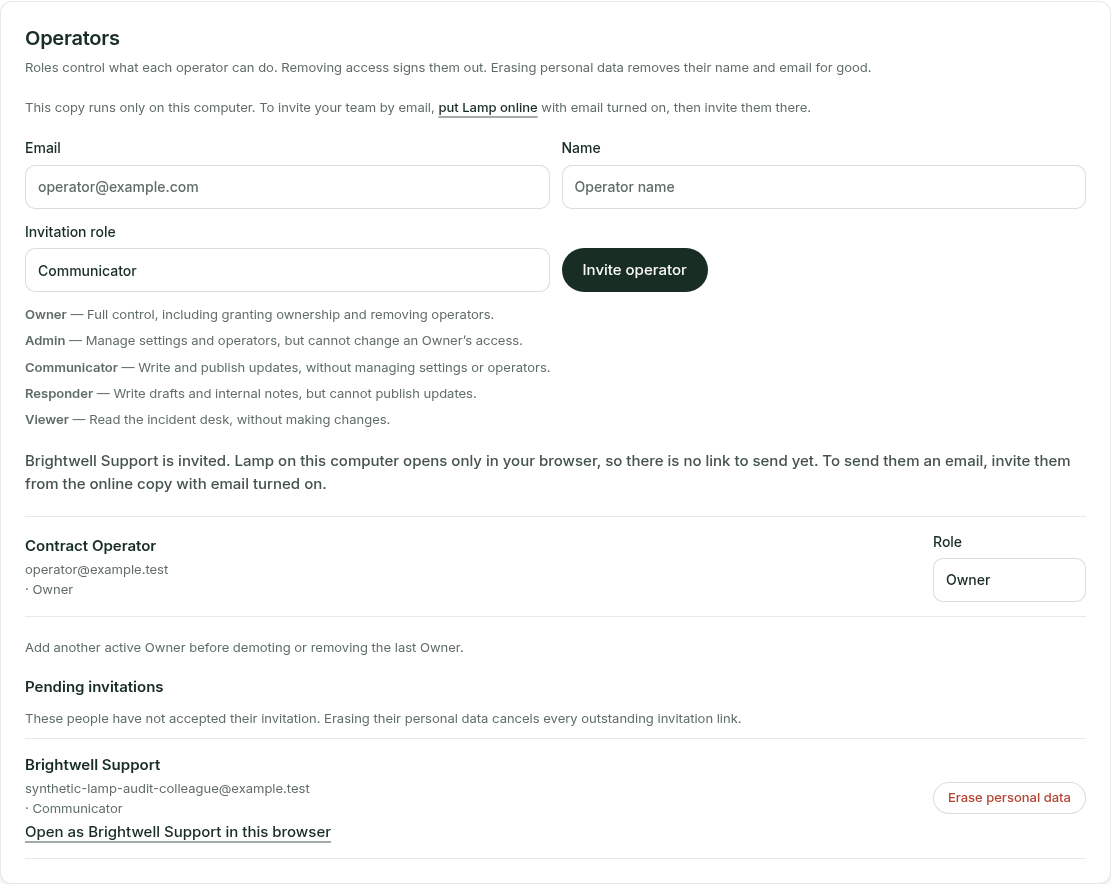 Operators
Roles control what each operator can do. Removing access signs them out. Erasing personal data removes their name and email for good.
This copy runs only on this computer. To invite your team by email, put Lamp online with email turned on, then invite them there.
Email
Name
operator@example.com
Operator name
Invitation role
Communicator
Invite operator
Owner — Full control, including granting ownership and removing operators.
Admin — Manage settings and operators, but cannot change an Owner’s access.
Communicator — Write and publish updates, without managing settings or operators.
Responder — Write drafts and internal notes, but cannot publish updates.
Viewer — Read the incident desk, without making changes.
Brightwell Support is invited. Lamp on this computer opens only in your browser, so there is no link to send yet. To send them an email, invite them
from the online copy with email turned on.
Contract Operator
operator@example.test
· Owner
Role
Owner
Add another active Owner before demoting or removing the last Owner.
Pending invitations
These people have not accepted their invitation. Erasing their personal data cancels every outstanding invitation link.
Brightwell Support
synthetic-lamp-audit-colleague@example.test
· Communicator
Open as Brightwell Support in this browser
Erase personal data